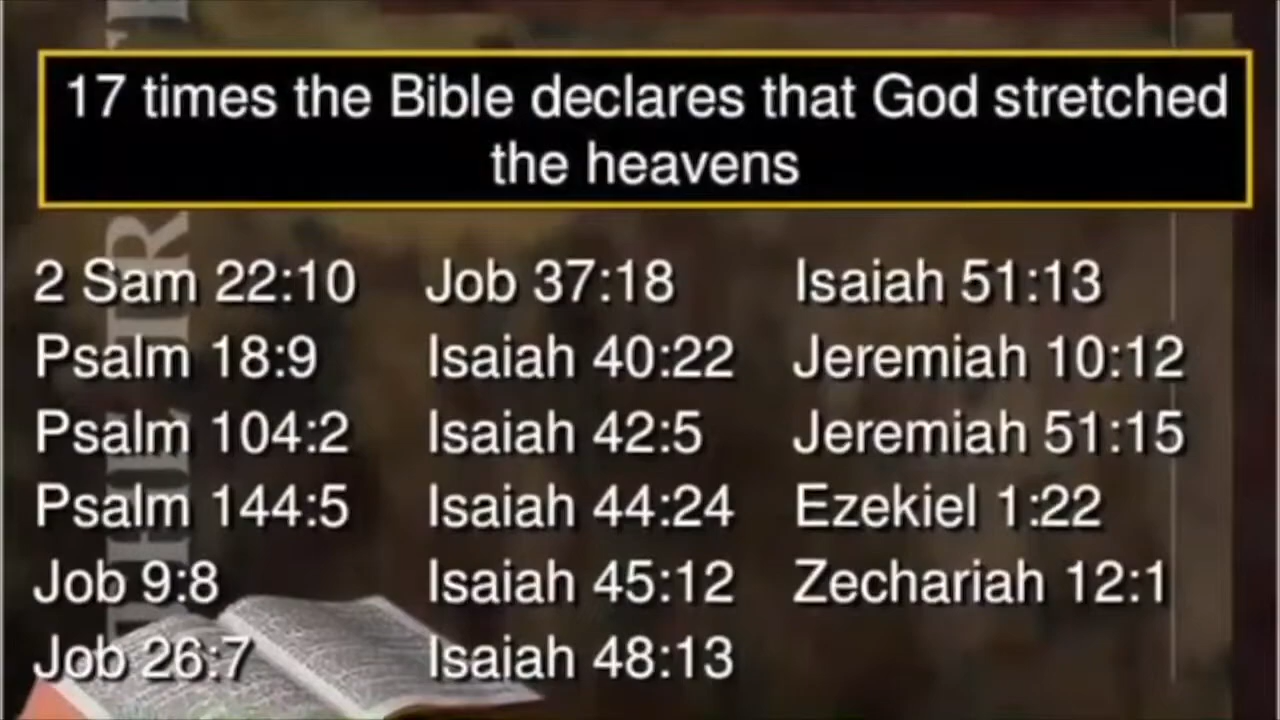 17 times the Bible declares that God stretched
the heavens
2 Sam 22:10
Psalm 18:9
Psalm 104:2
Psalm 144:5
Job 9:8
Job 26:7
Job 37:18
Isaiah 40:22
Isaiah 42:5
Isaiah 44:24
Isaiah 45:12
Isaiah 48:13
Isaiah 51:13
Jeremiah 10:12
Jeremiah 51:15
Ezekiel 1:22
Zechariah 12:1